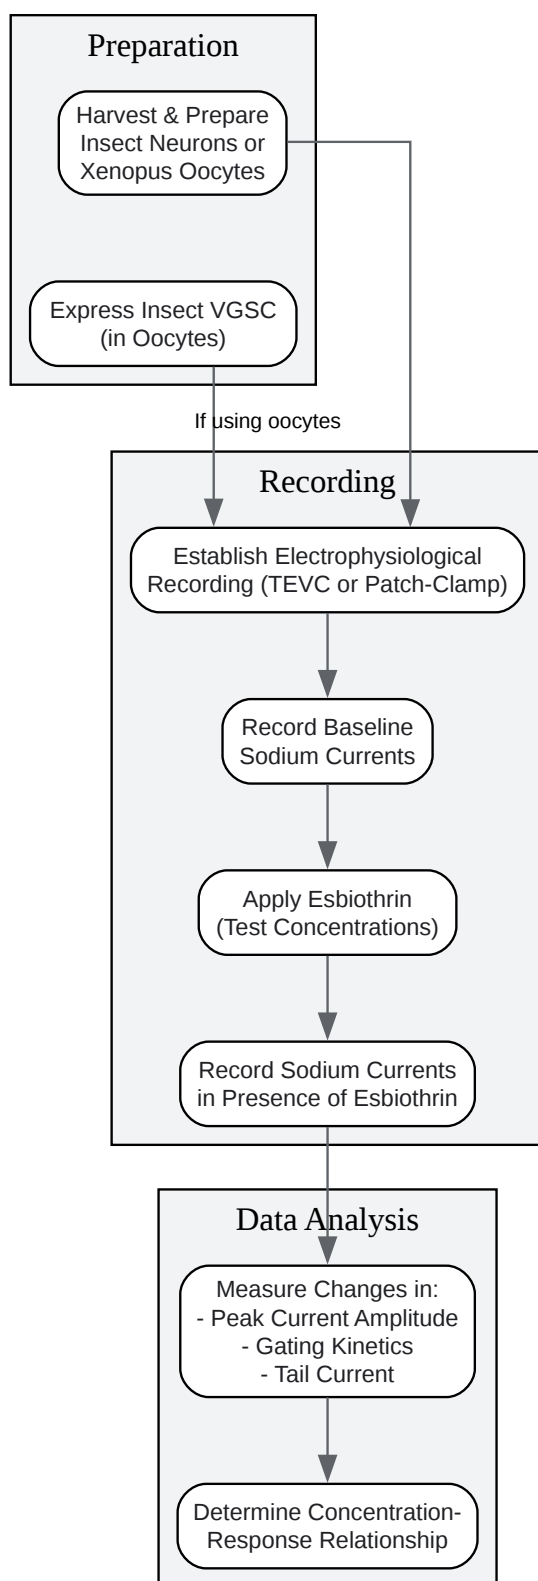 Preparation
Harvest & Prepare
Insect Neurons or
Xenopus Oocytes
Express Insect VGSC
(in Oocytes)
If using oocytes
Recording
Establish Electrophysiological
Recording (TEVC or Patch-Clamp)
Record Baseline
Sodium Currents
Apply Esbiothrin
(Test Concentrations)
Record Sodium Currents
in Presence of Esbiothrin
Data Analysis
Measure Changes in:
- Peak Current Amplitude
- Gating Kinetics
- Tail Current
Determine Concentration-
Response Relationship